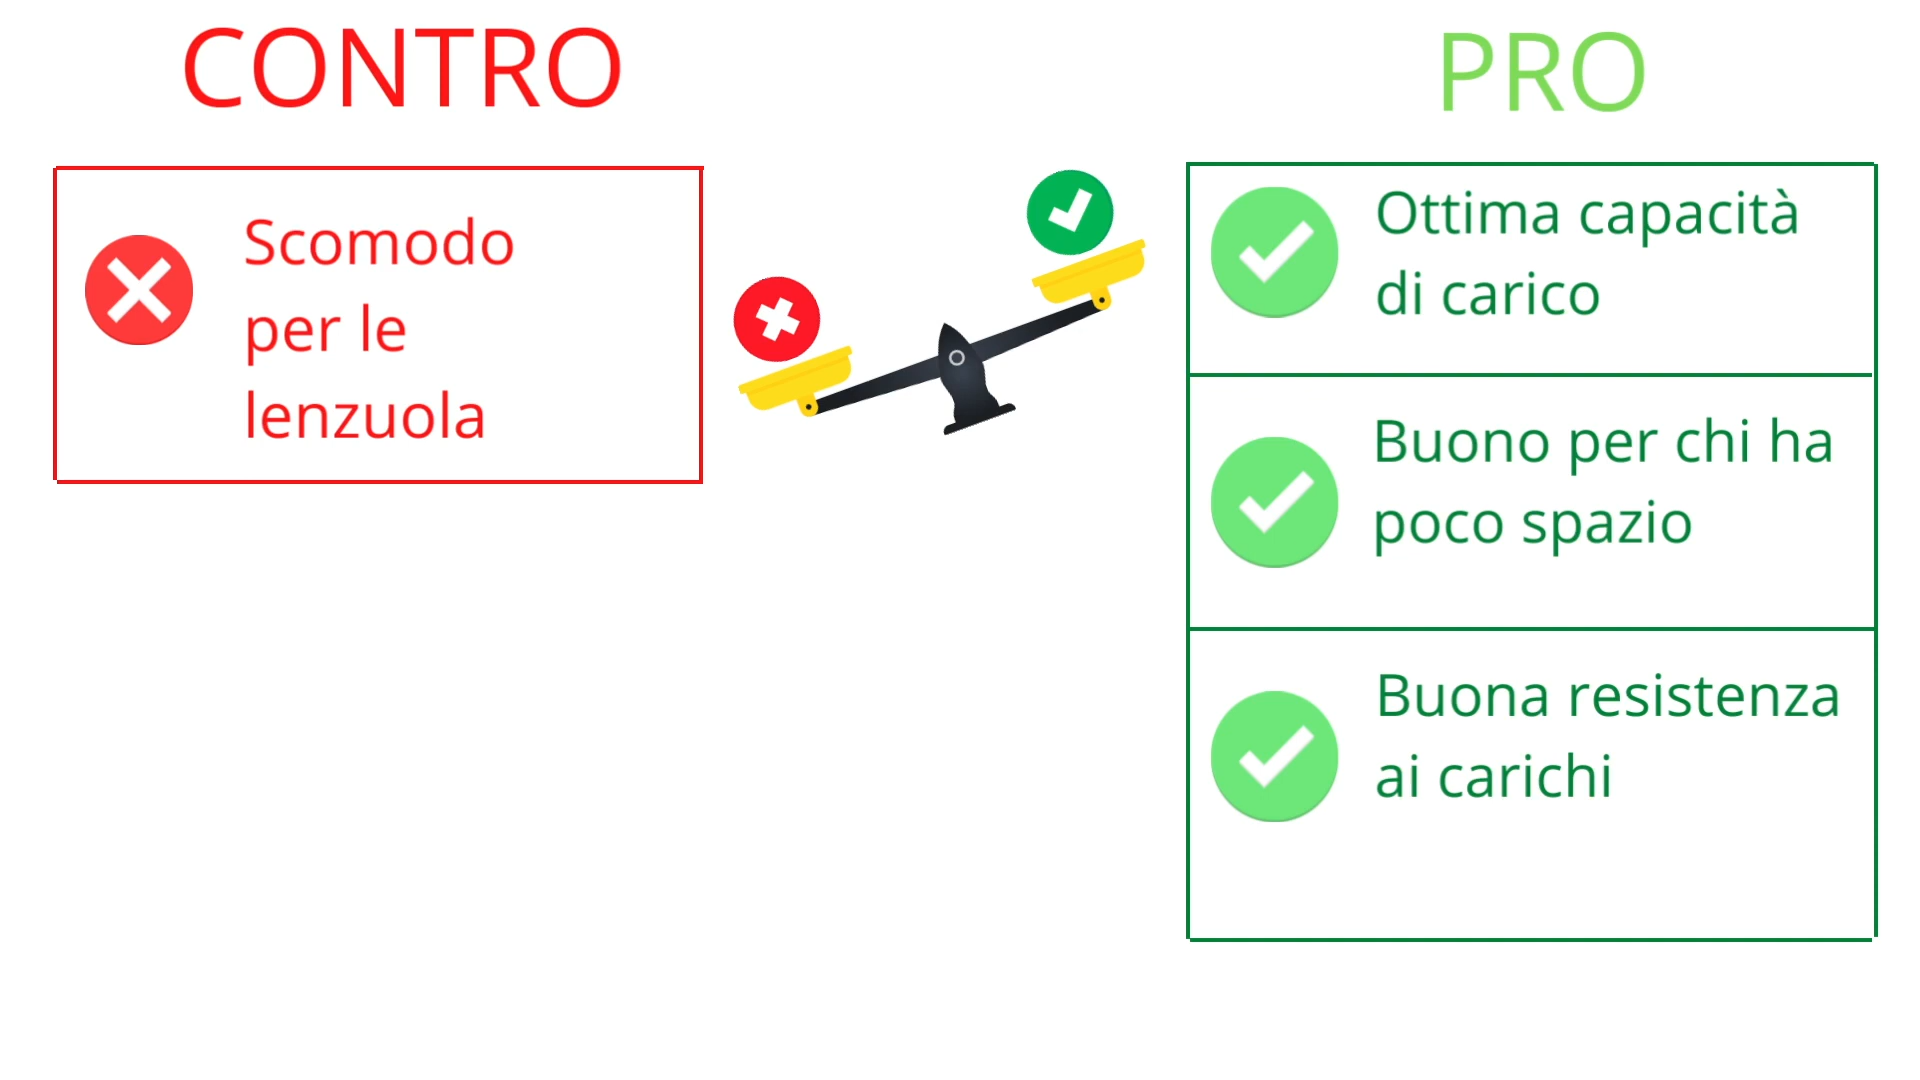 CONTRO
Scomodo
per le
lenzuola
PRO
Ottima capacità
di carico
Buono per chi ha
poco spazio
Buona resistenza
ai carichi